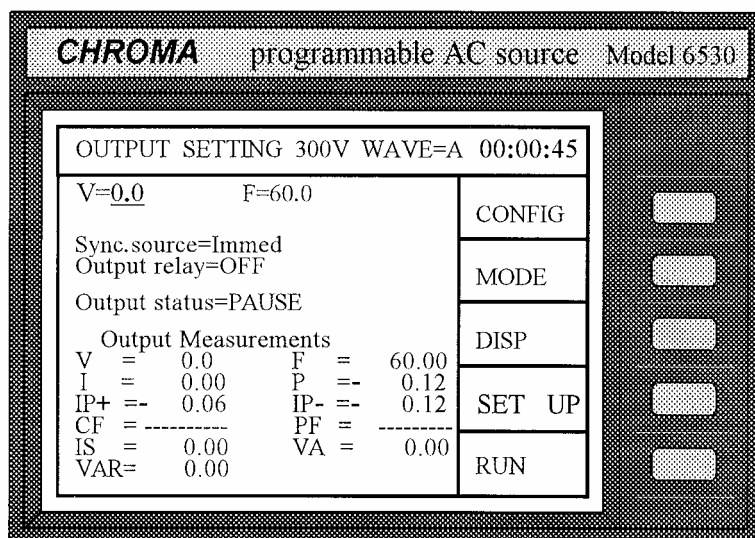 CHROMA programmable AC source Model 6530
OUTPUT SETTING 300V WAVE=A 00:00:45
V=0.0 F=60.0
CONFIG
Sync.source=Immed
Output relay=OFF
MODE
Output status=PAUSE
Output Measurements
DISP
V = 0.0 F = 60.00
I = 0.00 P =- 0.12
IP+ =- 0.06 IP- =- 0.12
SET UP
CF = ---------- PF = --------
IS = 0.00 VA = 0.00
VAR= 0.00
RUN